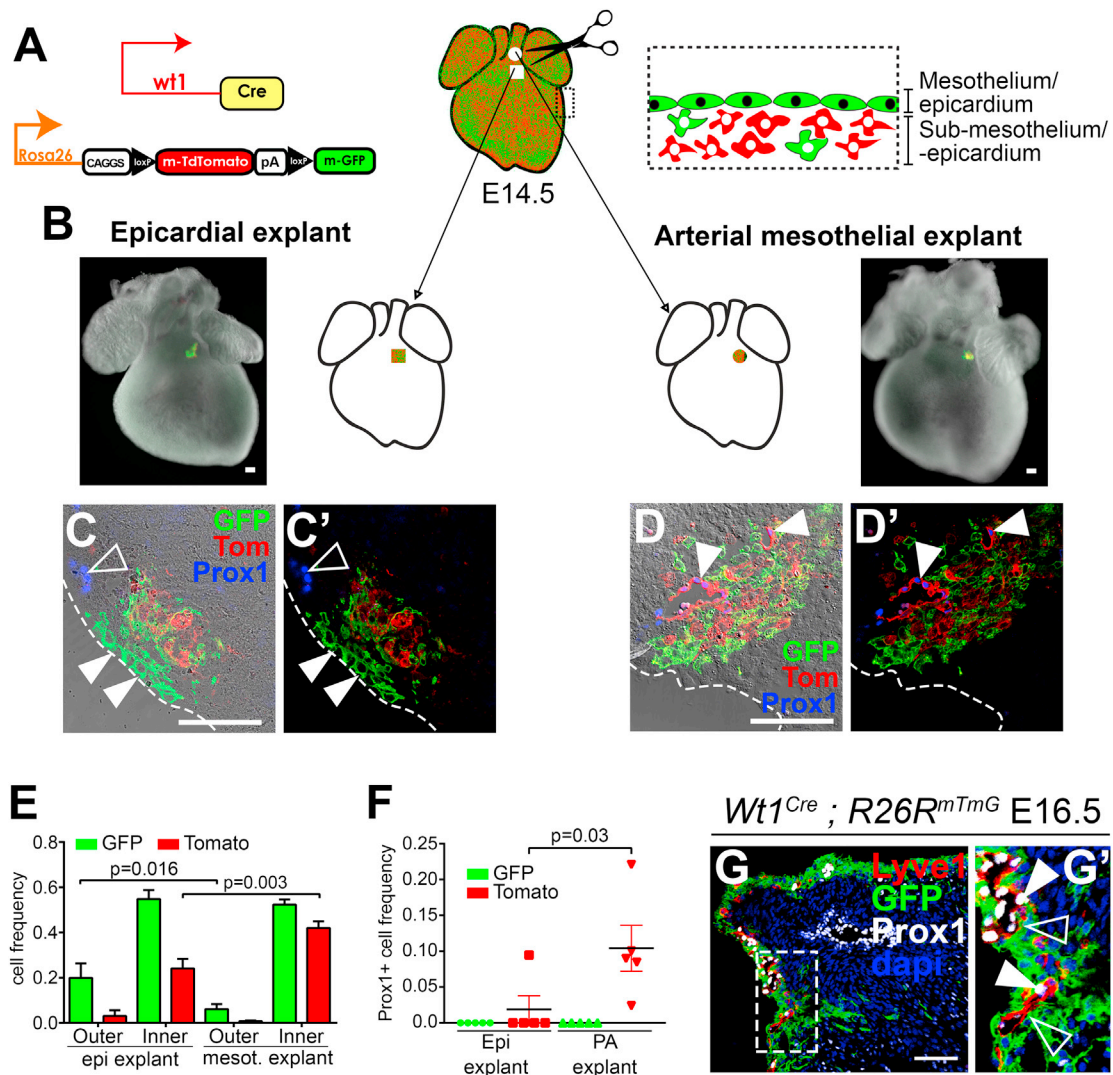 A
wt1
Cre
Rosa26
CAGGS
loxP
m-TdTomato
pA
loxP
m-GFP
E14.5
Mesothelium/
epicardium
Sub-mesothelium/
-epicardium
B
Epicardial explant
Arterial mesothelial explant
C
GFP
Tom
Prox1
C'
D
GFP
Tom
Prox1
D'
E
GFP
Tomato
p=0.016
p=0.003
cell frequency
0.6
0.4
0.2
0.0
Outer
Inner
Outer
Inner
epi explant
mesot. explant
F
p=0.03
GFP
Tomato
Prox1+ cell frequency
0.25
0.20
0.15
0.10
0.05
0.00
Epi
explant
PA
explant
Wt1Cre ; R26RmTmG E16.5
G
Lyve1
GFP
Prox1
dapi
G'